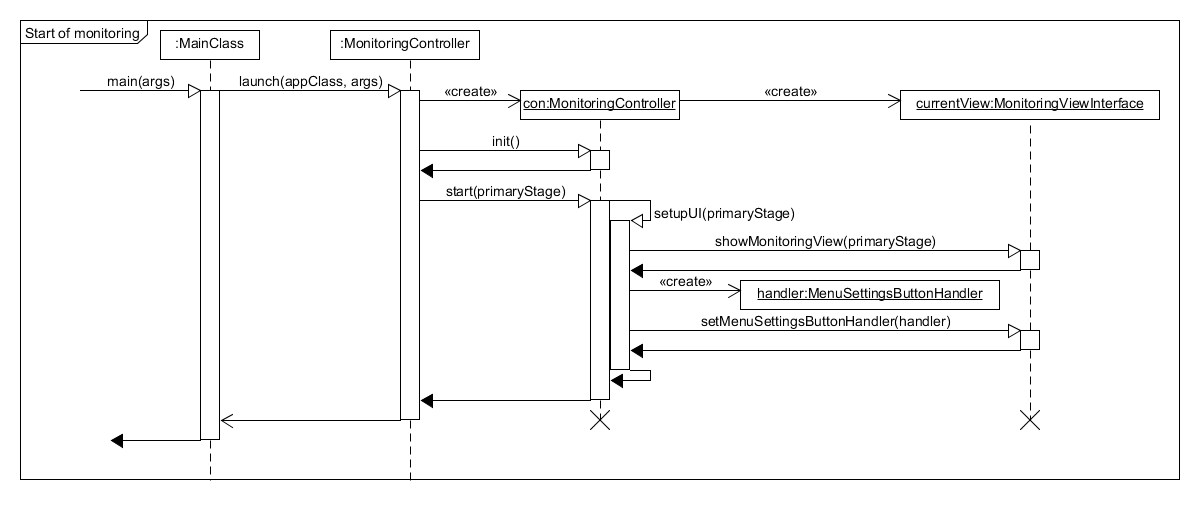 Start of monitoring
:MainClass
:MonitoringController
main(args)
launch(appClass, args)
«create»
con:MonitoringController
«create»
currentView:MonitoringViewInterface
init()
start(primaryStage)
setupUI(primaryStage)
showMonitoringView(primaryStage)
«create»
handler:MenuSettingsButtonHandler
setMenuSettingsButtonHandler(handler)